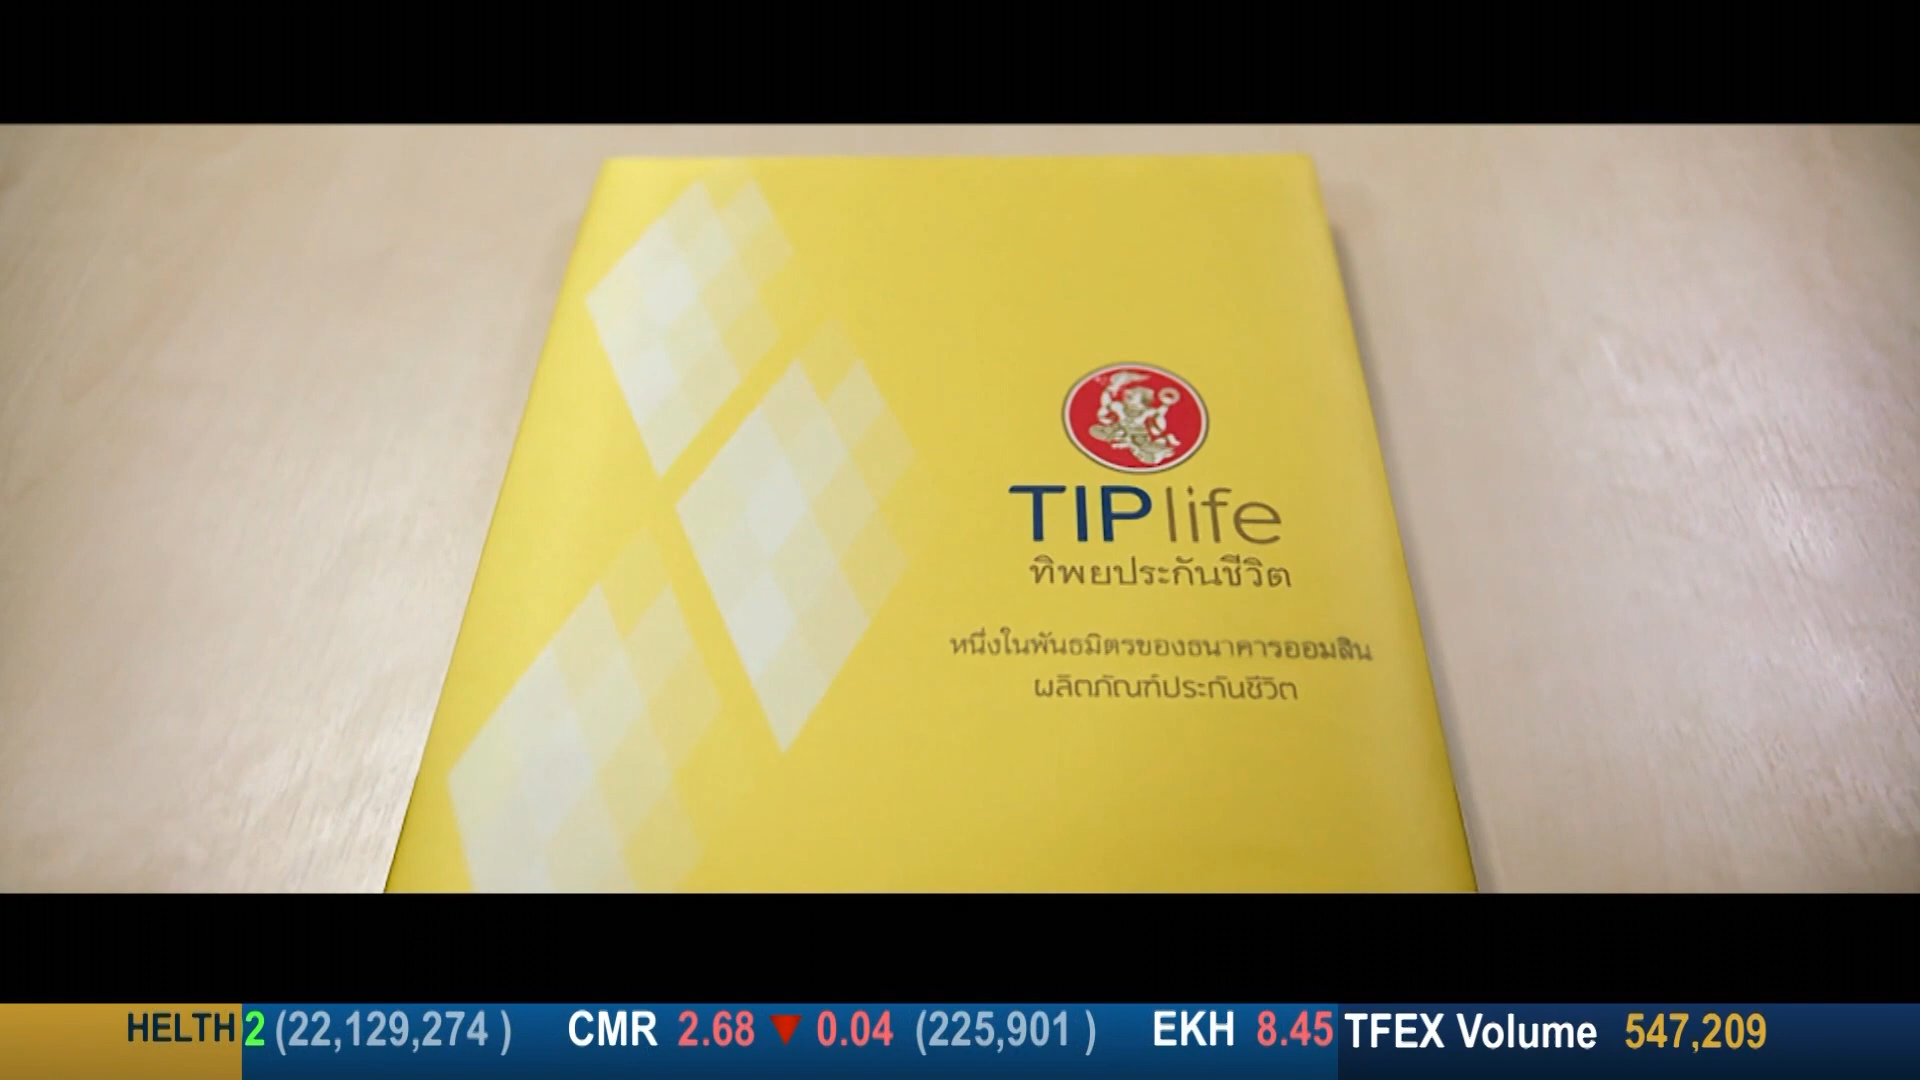 TIPlife
ทิพยประกันชีวิต
หนึ่งในพันธมิตรของธนาคารออมสิน
ผลิตภัณฑ์ประกันชีวิต
HELTH 2 (22,129,274 ) CMR 2.68 ▼ 0.04 (225,901 ) EKH 8.45 TFEX Volume 547,209